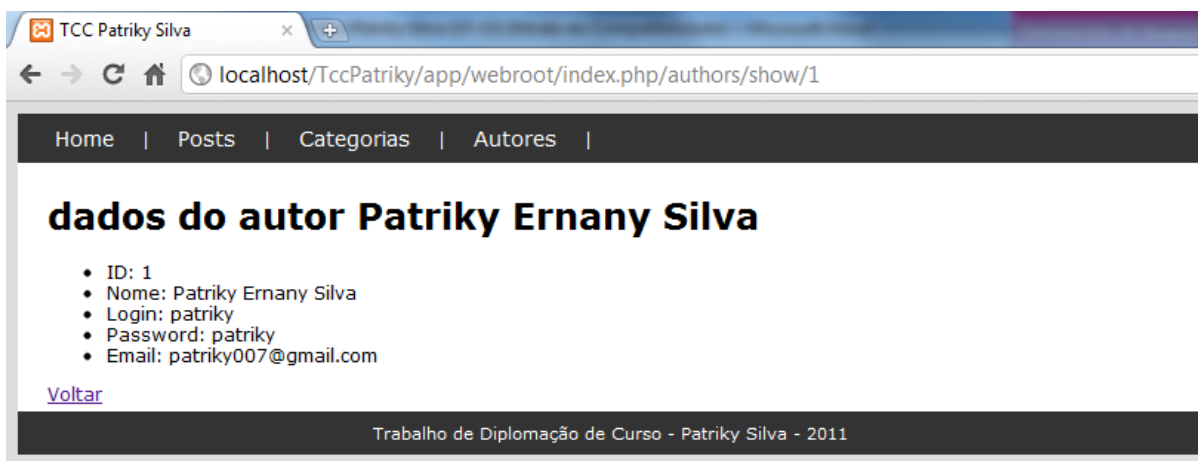 TCC Patriky Silva
localhost/TccPatriky/app/webroot/index.php/authors/show/1
Home | Posts | Categorias | Autores |
dados do autor Patriky Ernany Silva
• ID: 1
• Nome: Patriky Ernany Silva
• Login: patriky
• Password: patriky
• Email: patriky007@gmail.com
Voltar
Trabalho de Diplomação de Curso - Patriky Silva - 2011